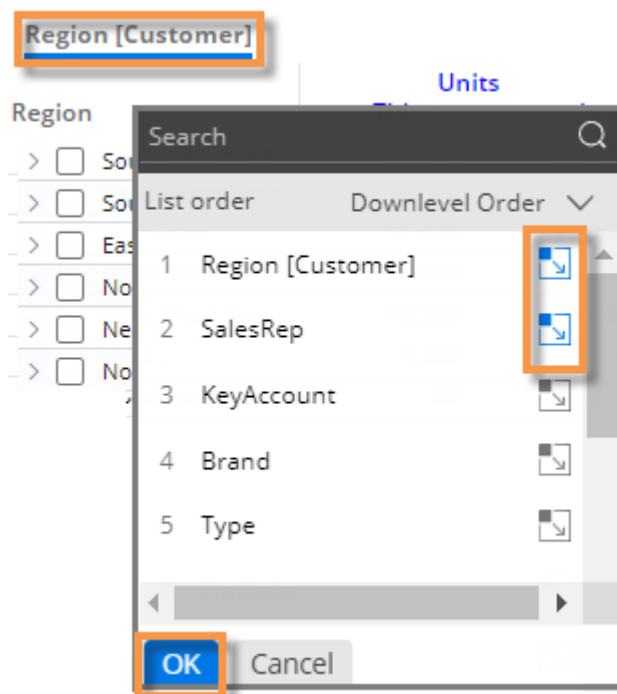 Region [Customer]
Units
Region
Search
List order Downlevel Order
1 Region [Customer]
2 SalesRep
3 KeyAccount
4 Brand
5 Type
OK Cancel